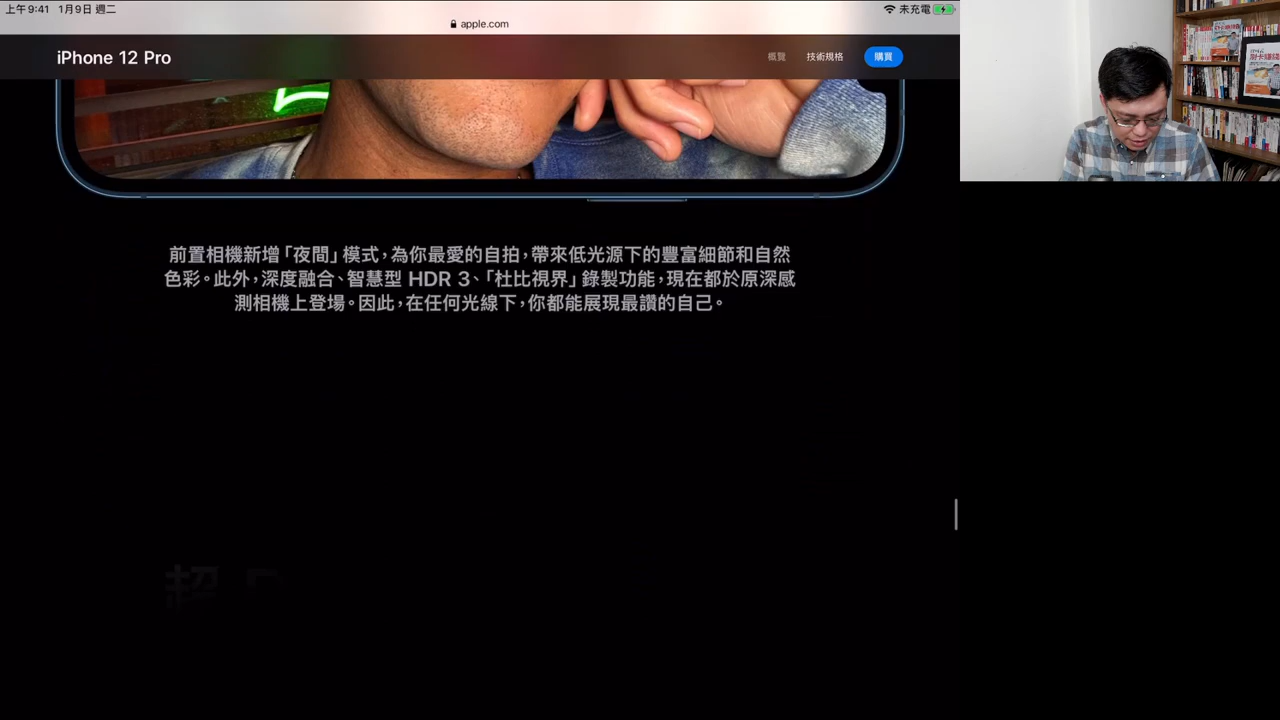 上午9:41 1月9日 週二
未充電
apple.com
iPhone 12 Pro
概覽 技術規格 購買
前置相機新增「夜間」模式，為你最愛的自拍，帶來低光源下的豐富細節和自然
色彩。此外，深度融合、智慧型 HDR 3、「杜比視界」錄製功能，現在都於原深感
測相機上登場。因此，在任何光線下，你都能展現最讚的自己。
超